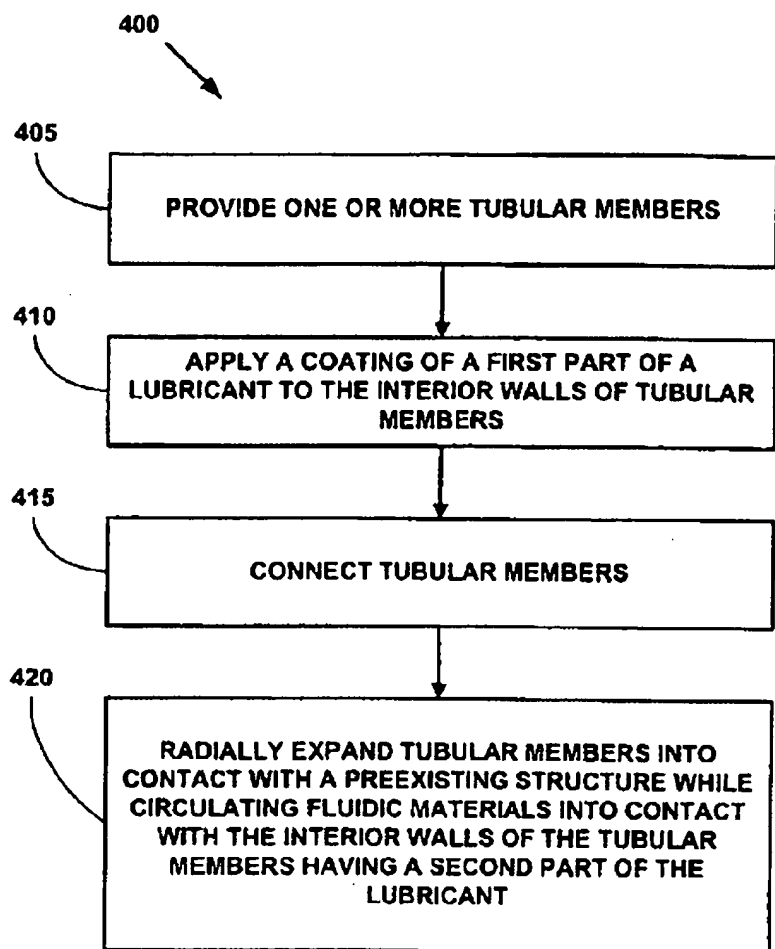 400
405
PROVIDE ONE OR MORE TUBULAR MEMBERS
410
APPLY A COATING OF A FIRST PART OF A
LUBRICANT TO THE INTERIOR WALLS OF TUBULAR
MEMBERS
415
CONNECT TUBULAR MEMBERS
420
RADIALLY EXPAND TUBULAR MEMBERS INTO
CONTACT WITH A PREEXISTING STRUCTURE WHILE
CIRCULATING FLUIDIC MATERIALS INTO CONTACT
WITH THE INTERIOR WALLS OF THE TUBULAR
MEMBERS HAVING A SECOND PART OF THE
LUBRICANT